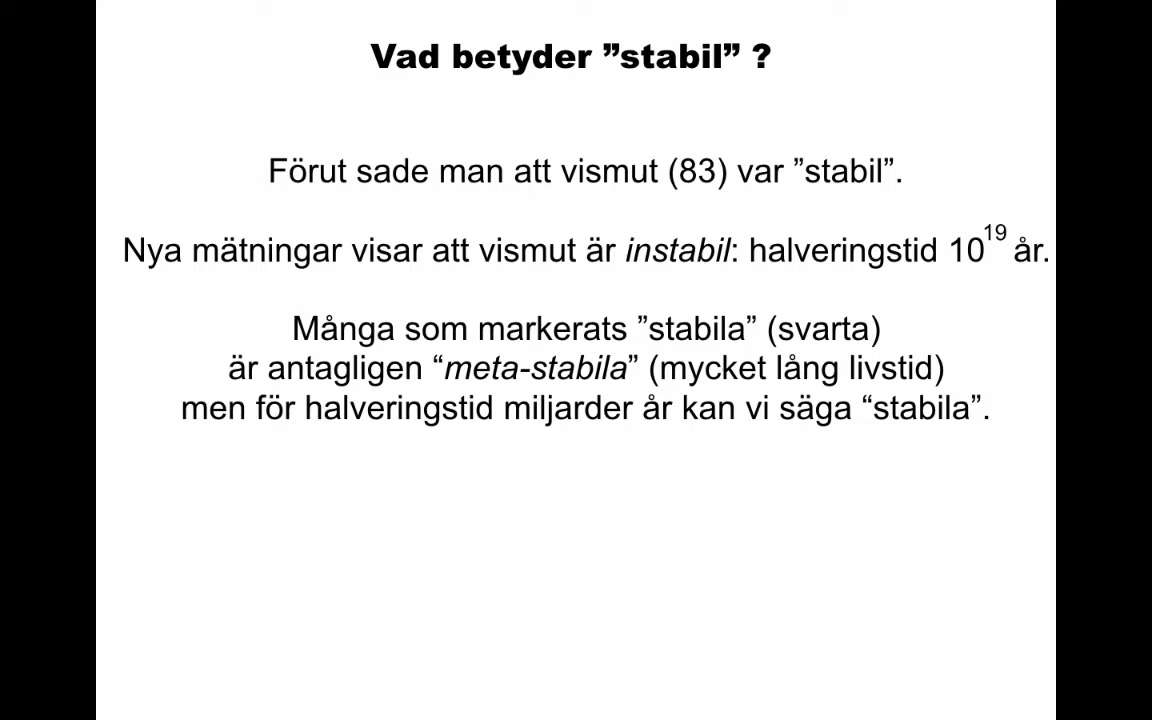 Vad betyder ”stabil” ?
Förut sade man att vismut (83) var ”stabil”.
Nya mätningar visar att vismut är instabil: halveringstid 10¹⁹ år.
Många som markerats ”stabila” (svarta)
är antagligen “meta-stabila” (mycket lång livstid)
men för halveringstid miljarder år kan vi säga “stabila”.